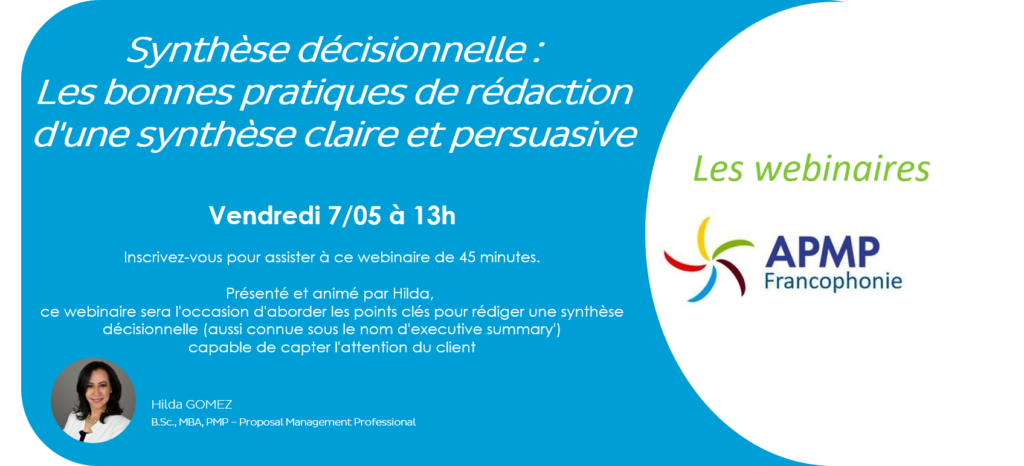 Synthèse décisionnelle :
Les bonnes pratiques de rédaction
d'une synthèse claire et persuasive
Vendredi 7/05 à 13h
Inscrivez-vous pour assister à ce webinaire de 45 minutes.
Présenté et animé par Hilda,
ce webinaire sera l'occasion d'aborder les points clés pour rédiger une synthèse
décisionnelle (aussi connue sous le nom d'executive summary')
capable de capter l'attention du client
Hilda GOMEZ
B.Sc., MBA, PMP – Proposal Management Professional
Les webinaires
APMP
Francophonie